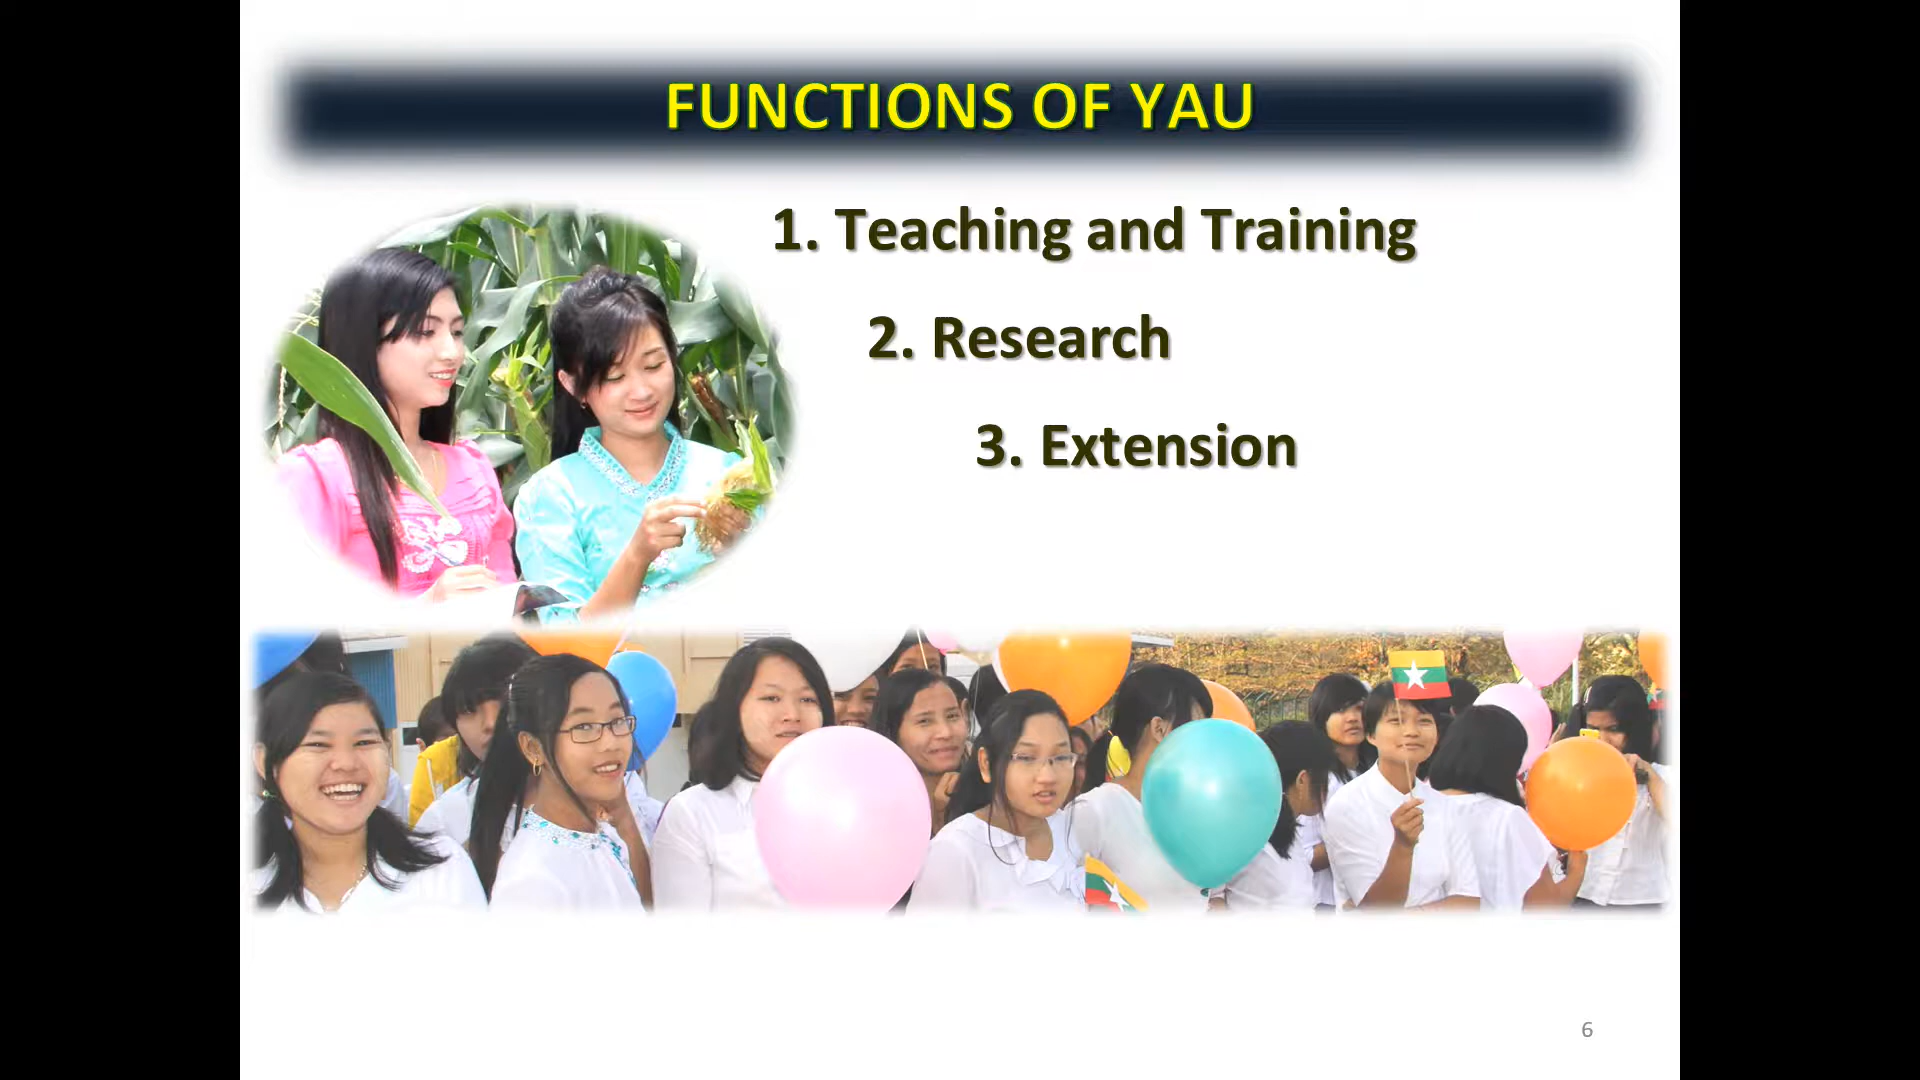 FUNCTIONS OF YAU
1. Teaching and Training
2. Research
3. Extension
6